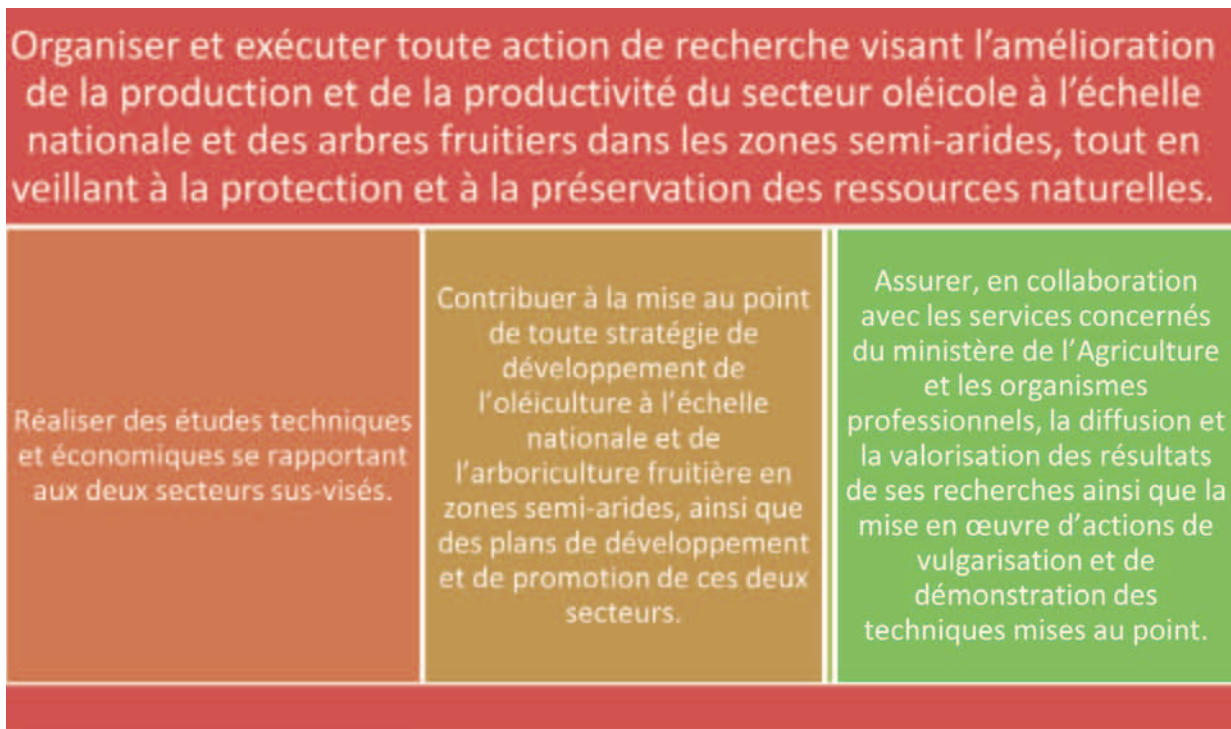 Organiser et exécuter toute action de recherche visant l’amélioration
de la production et de la productivité du secteur oléicole à l’échelle
nationale et des arbres fruitiers dans les zones semi-arides, tout en
veillant à la protection et à la préservation des ressources naturelles.
Réaliser des études techniques
et économiques se rapportant
aux deux secteurs sus-visés.
Contribuer à la mise au point
de toute stratégie de
développement de
l’oléiculture à l’échelle
nationale et de
l’arboriculture fruitière en
zones semi-arides, ainsi que
des plans de développement
et de promotion de ces deux
secteurs.
Assurer, en collaboration
avec les services concernés
du ministère de l’Agriculture
et les organismes
professionnels, la diffusion et
la valorisation des résultats
de ses recherches ainsi que la
mise en œuvre d’actions de
vulgarisation et de
démonstration des
techniques mises au point.